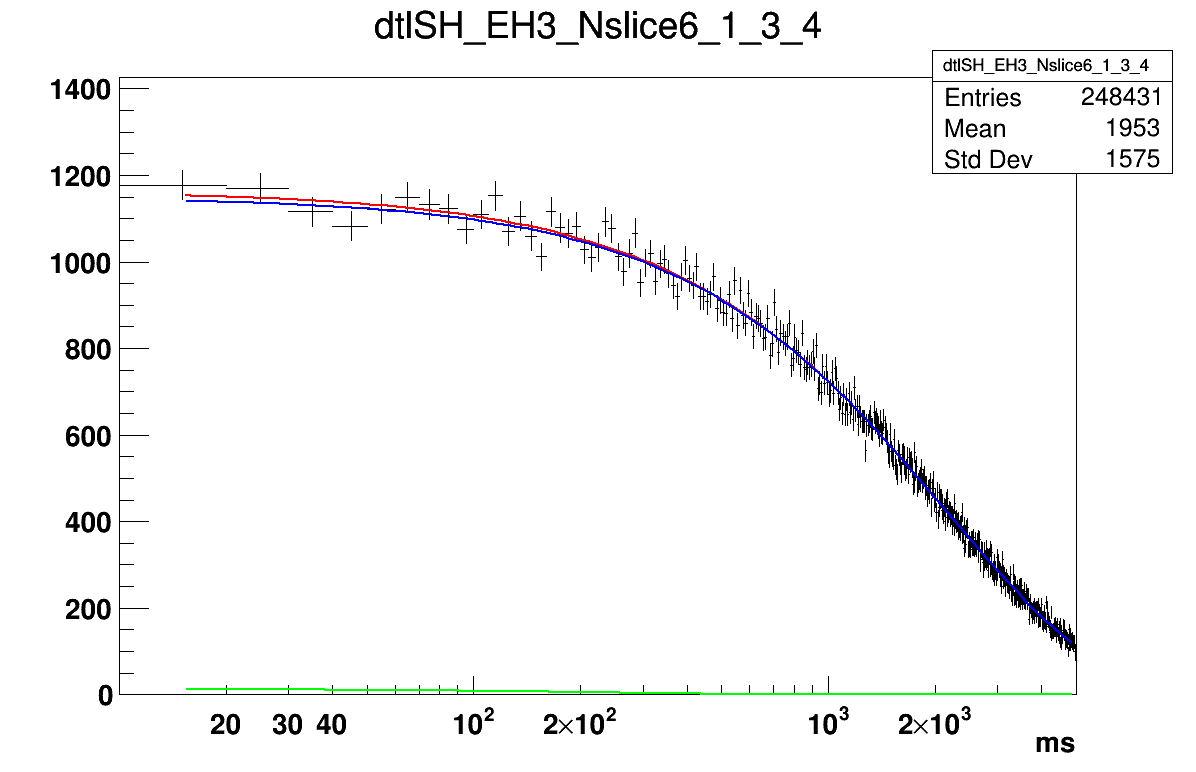 dtlSH_EH3_Nslice6_1_3_4
dtlSH_EH3_Nslice6_1_3_4
Entries 248431
Mean 1953
Std Dev 1575
1400
1200
1000
800
600
400
200
0
20 30 40 10² 2×10² 10³ 2×10³
ms